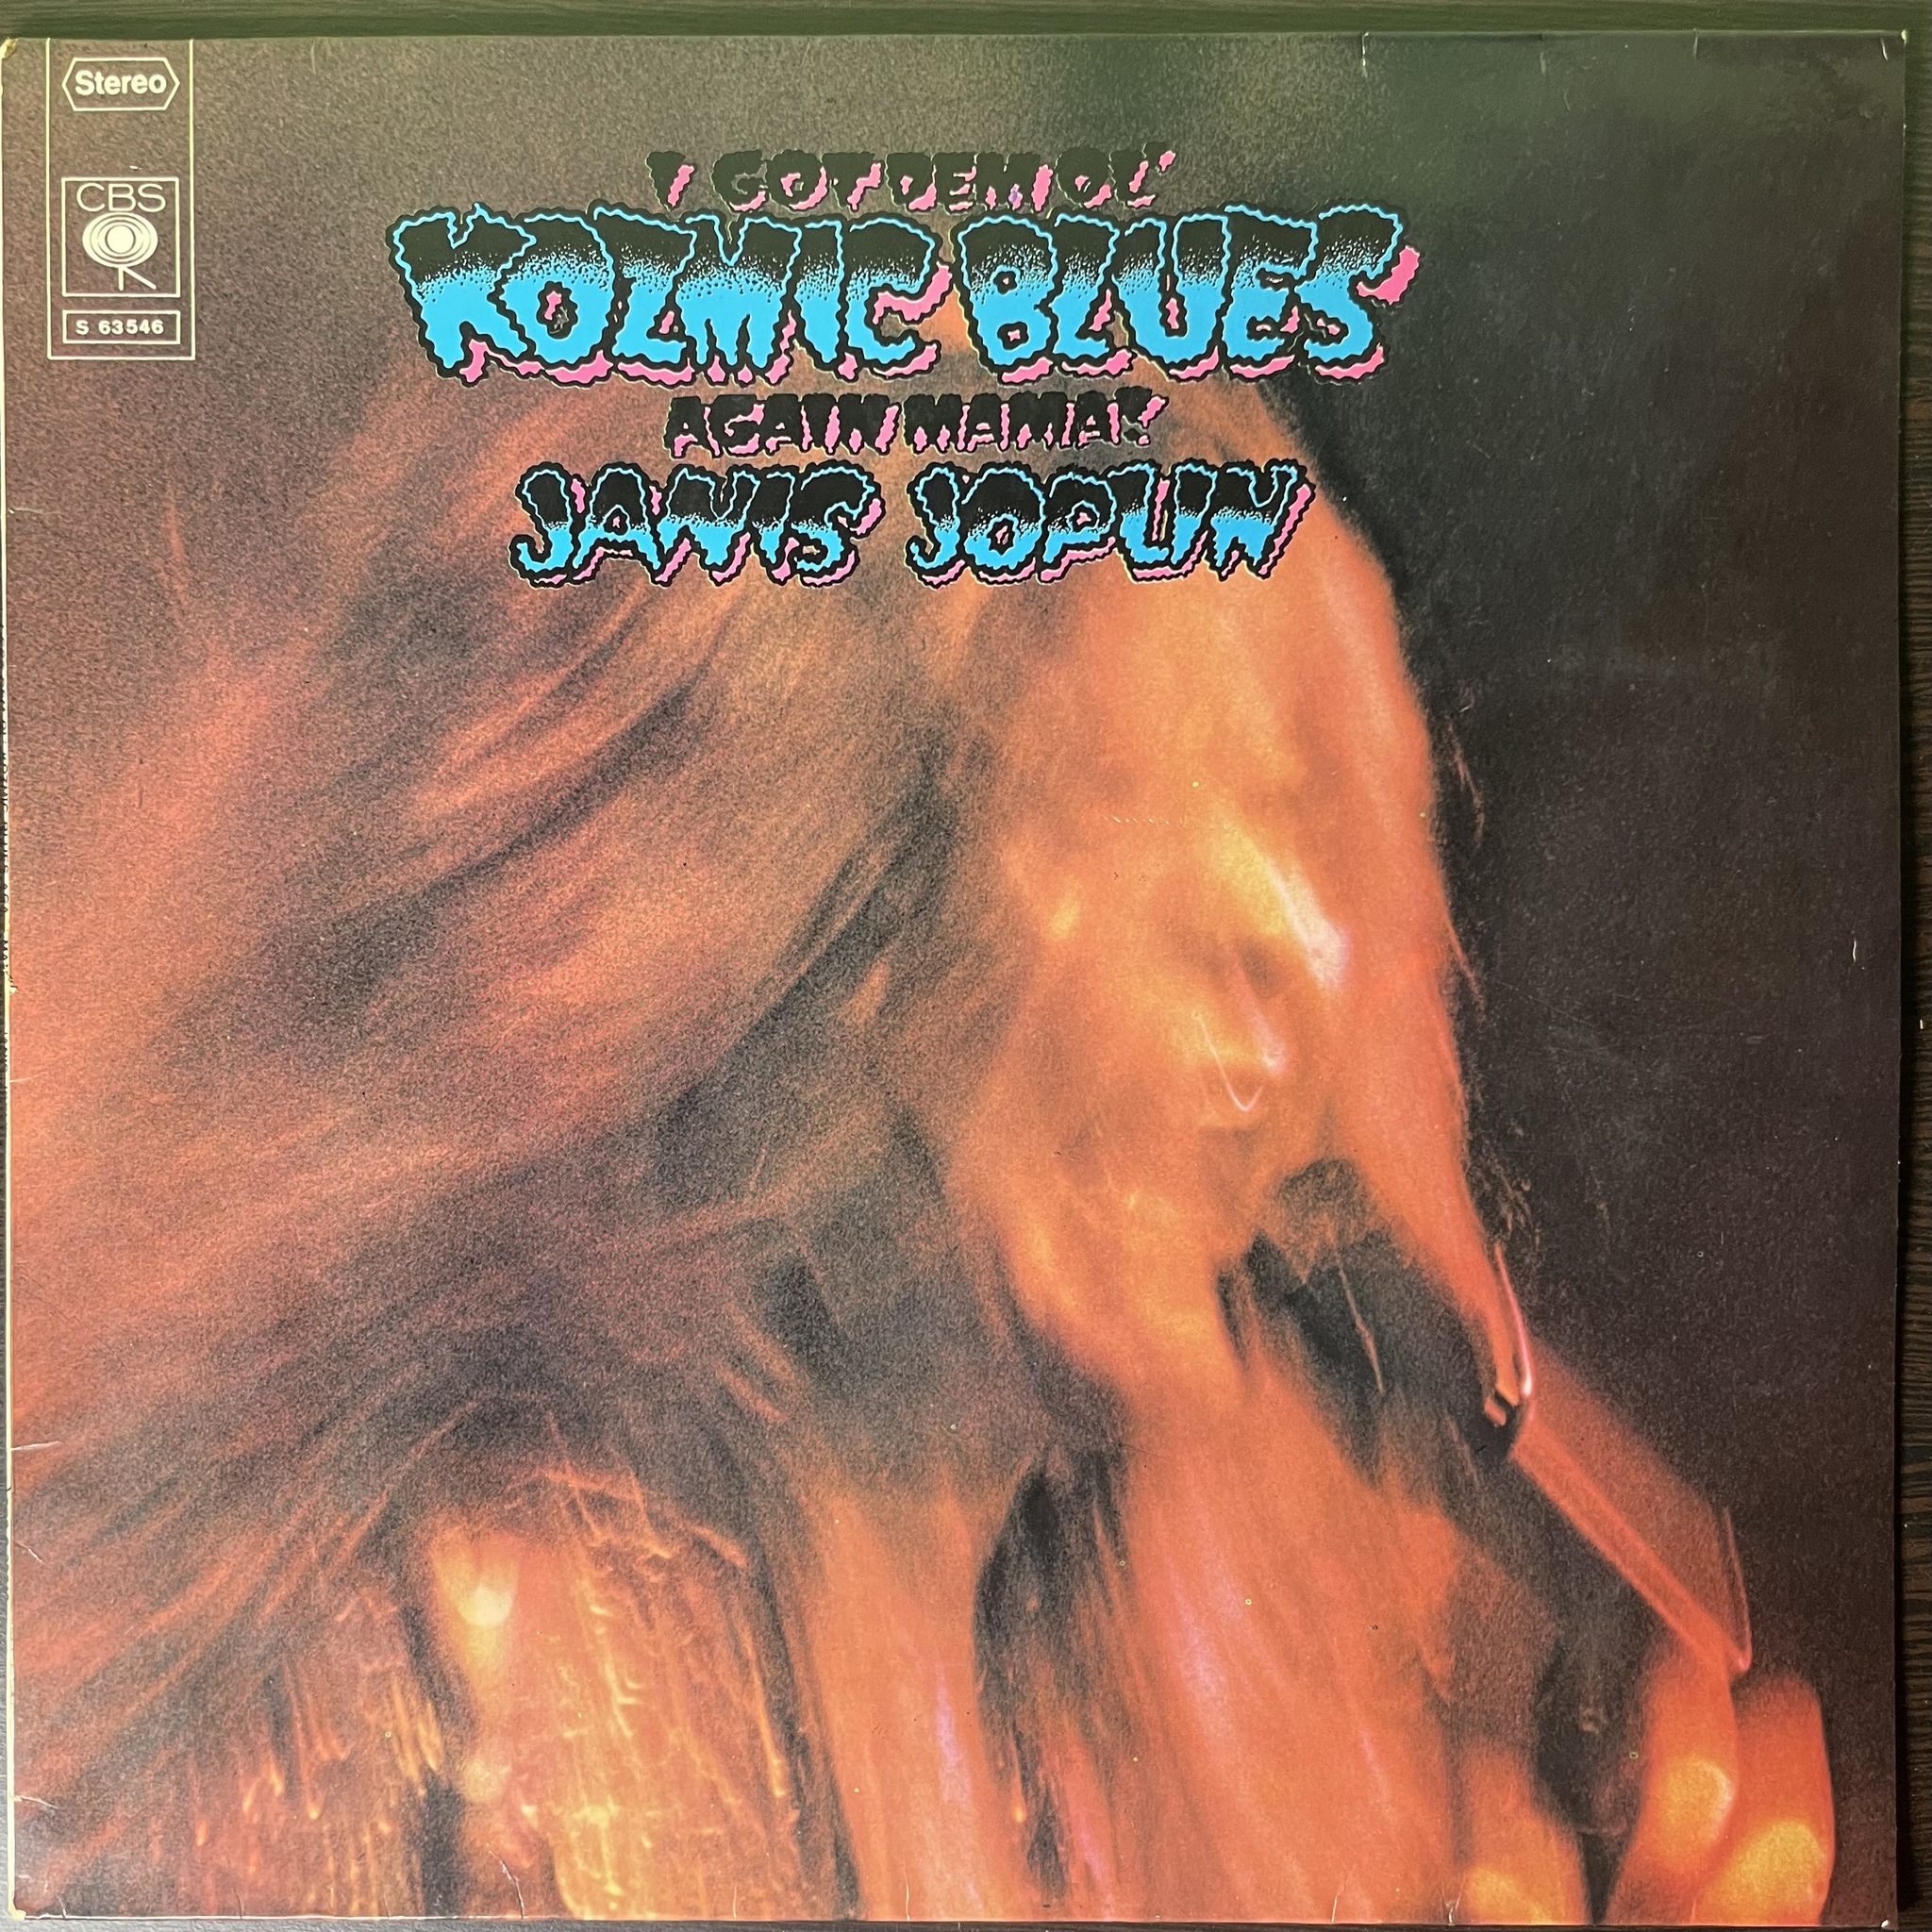 Stereo
CBS
S 63546
I GOT DEM OL'
KOZMIC BLUES
AGAIN MAMA!
JANIS JOPLIN